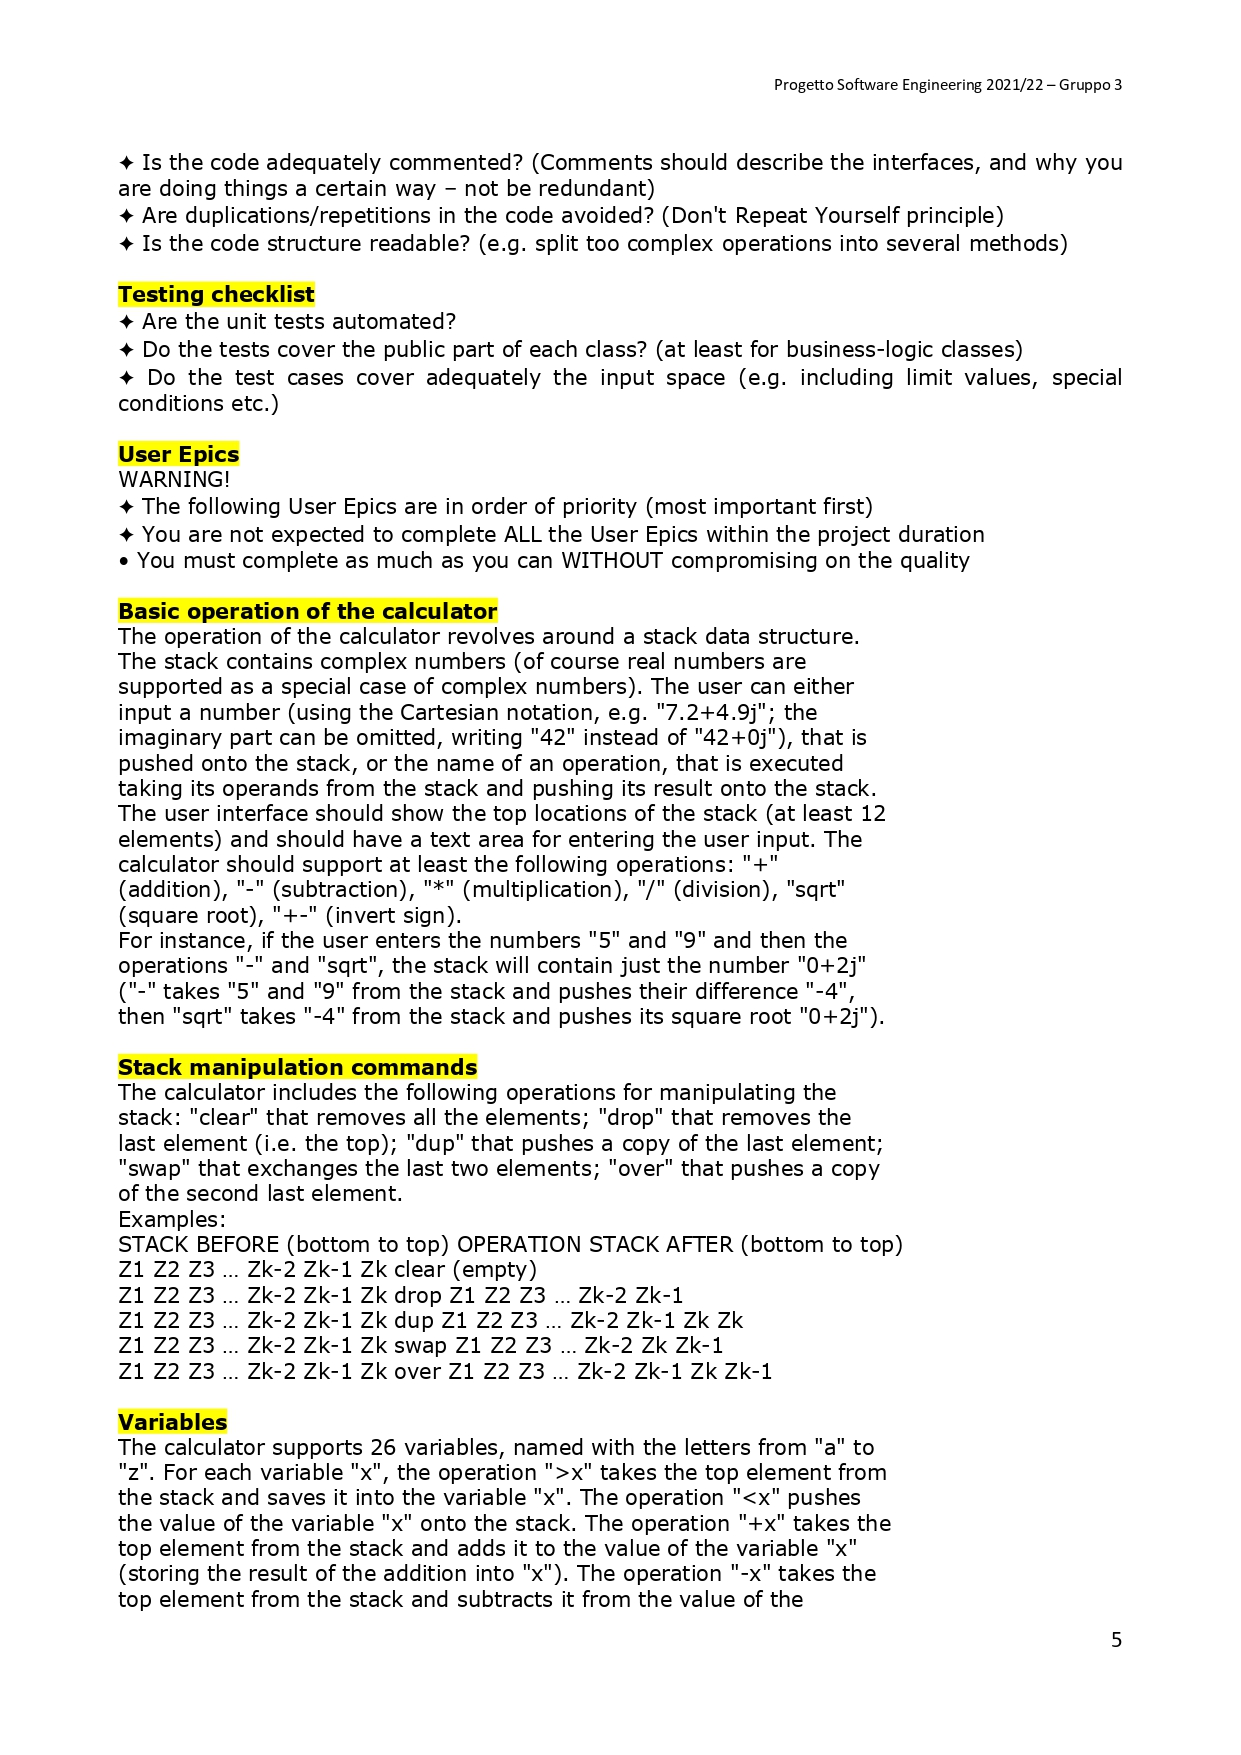 Progetto Software Engineering 2021/22 – Gruppo 3
✦ Is the code adequately commented? (Comments should describe the interfaces, and why you
are doing things a certain way – not be redundant)
✦ Are duplications/repetitions in the code avoided? (Don't Repeat Yourself principle)
✦ Is the code structure readable? (e.g. split too complex operations into several methods)
Testing checklist
✦ Are the unit tests automated?
✦ Do the tests cover the public part of each class? (at least for business-logic classes)
✦ Do the test cases cover adequately the input space (e.g. including limit values, special
conditions etc.)
User Epics
WARNING!
✦ The following User Epics are in order of priority (most important first)
✦ You are not expected to complete ALL the User Epics within the project duration
• You must complete as much as you can WITHOUT compromising on the quality
Basic operation of the calculator
The operation of the calculator revolves around a stack data structure.
The stack contains complex numbers (of course real numbers are
supported as a special case of complex numbers). The user can either
input a number (using the Cartesian notation, e.g. "7.2+4.9j"; the
imaginary part can be omitted, writing "42" instead of "42+0j"), that is
pushed onto the stack, or the name of an operation, that is executed
taking its operands from the stack and pushing its result onto the stack.
The user interface should show the top locations of the stack (at least 12
elements) and should have a text area for entering the user input. The
calculator should support at least the following operations: "+"
(addition), "-" (subtraction), "*" (multiplication), "/" (division), "sqrt"
(square root), "+-" (invert sign).
For instance, if the user enters the numbers "5" and "9" and then the
operations "-" and "sqrt", the stack will contain just the number "0+2j"
("-" takes "5" and "9" from the stack and pushes their difference "-4",
then "sqrt" takes "-4" from the stack and pushes its square root "0+2j").
Stack manipulation commands
The calculator includes the following operations for manipulating the
stack: "clear" that removes all the elements; "drop" that removes the
last element (i.e. the top); "dup" that pushes a copy of the last element;
"swap" that exchanges the last two elements; "over" that pushes a copy
of the second last element.
Examples:
STACK BEFORE (bottom to top) OPERATION STACK AFTER (bottom to top)
Z1 Z2 Z3 … Zk-2 Zk-1 Zk clear (empty)
Z1 Z2 Z3 … Zk-2 Zk-1 Zk drop Z1 Z2 Z3 … Zk-2 Zk-1
Z1 Z2 Z3 … Zk-2 Zk-1 Zk dup Z1 Z2 Z3 … Zk-2 Zk-1 Zk Zk
Z1 Z2 Z3 … Zk-2 Zk-1 Zk swap Z1 Z2 Z3 … Zk-2 Zk Zk-1
Z1 Z2 Z3 … Zk-2 Zk-1 Zk over Z1 Z2 Z3 … Zk-2 Zk-1 Zk Zk-1
Variables
The calculator supports 26 variables, named with the letters from "a" to
"z". For each variable "x", the operation ">x" takes the top element from
the stack and saves it into the variable "x". The operation "<x" pushes
the value of the variable "x" onto the stack. The operation "+x" takes the
top element from the stack and adds it to the value of the variable "x"
(storing the result of the addition into "x"). The operation "-x" takes the
top element from the stack and subtracts it from the value of the
5